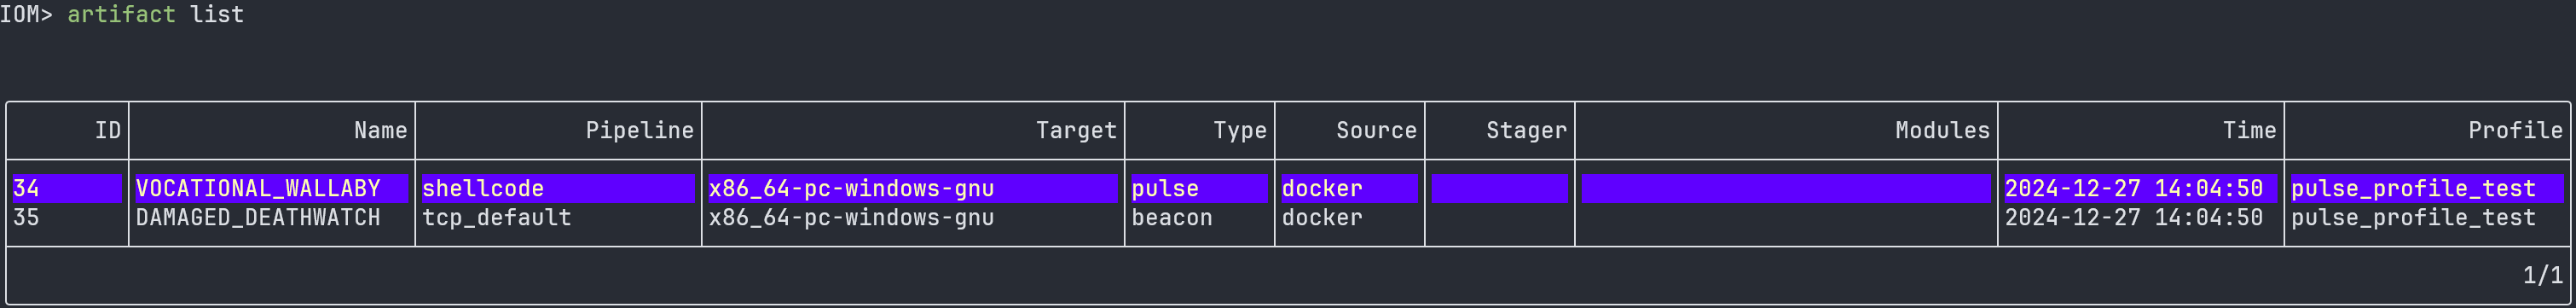 IOM> artifact list
ID Name Pipeline Target Type Source Stager Modules Time Profile
34 VOCATIONAL_WALLABY shellcode x86_64-pc-windows-gnu pulse docker 2024-12-27 14:04:50 pulse_profile_test
35 DAMAGED_DEATHWATCH tcp_default x86_64-pc-windows-gnu beacon docker 2024-12-27 14:04:50 pulse_profile_test
1/1